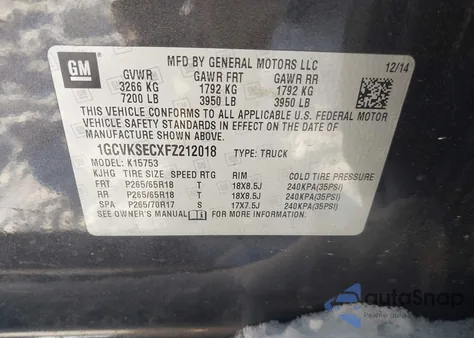 GM
MFD BY GENERAL MOTORS LLC
12/14
GVWR GAWR FRT GAWR RR
3266 KG 1792 KG 1792 KG
7200 LB 3950 LB 3950 LB
THIS VEHICLE CONFORMS TO ALL APPLICABLE U.S. FEDERAL MOTOR
VEHICLE SAFETY STANDARDS IN EFFECT ON THE DATE OF
MANUFACTURE SHOWN ABOVE.
1GCVKSECXFZ212018 TYPE: TRUCK
MODEL: K15753
KJHG TIRE SIZE SPEED RTG RIM COLD TIRE PRESSURE
FRT P265/65R18 T 18X8.5J 240KPA(35PSI)
RR P265/65R18 T 18X8.5J 240KPA(35PSI)
SPA P265/70R17 S 17X7.5J 240KPA(35PSI)
SEE OWNER'S MANUAL FOR MORE INFORMATION
AutoSnap